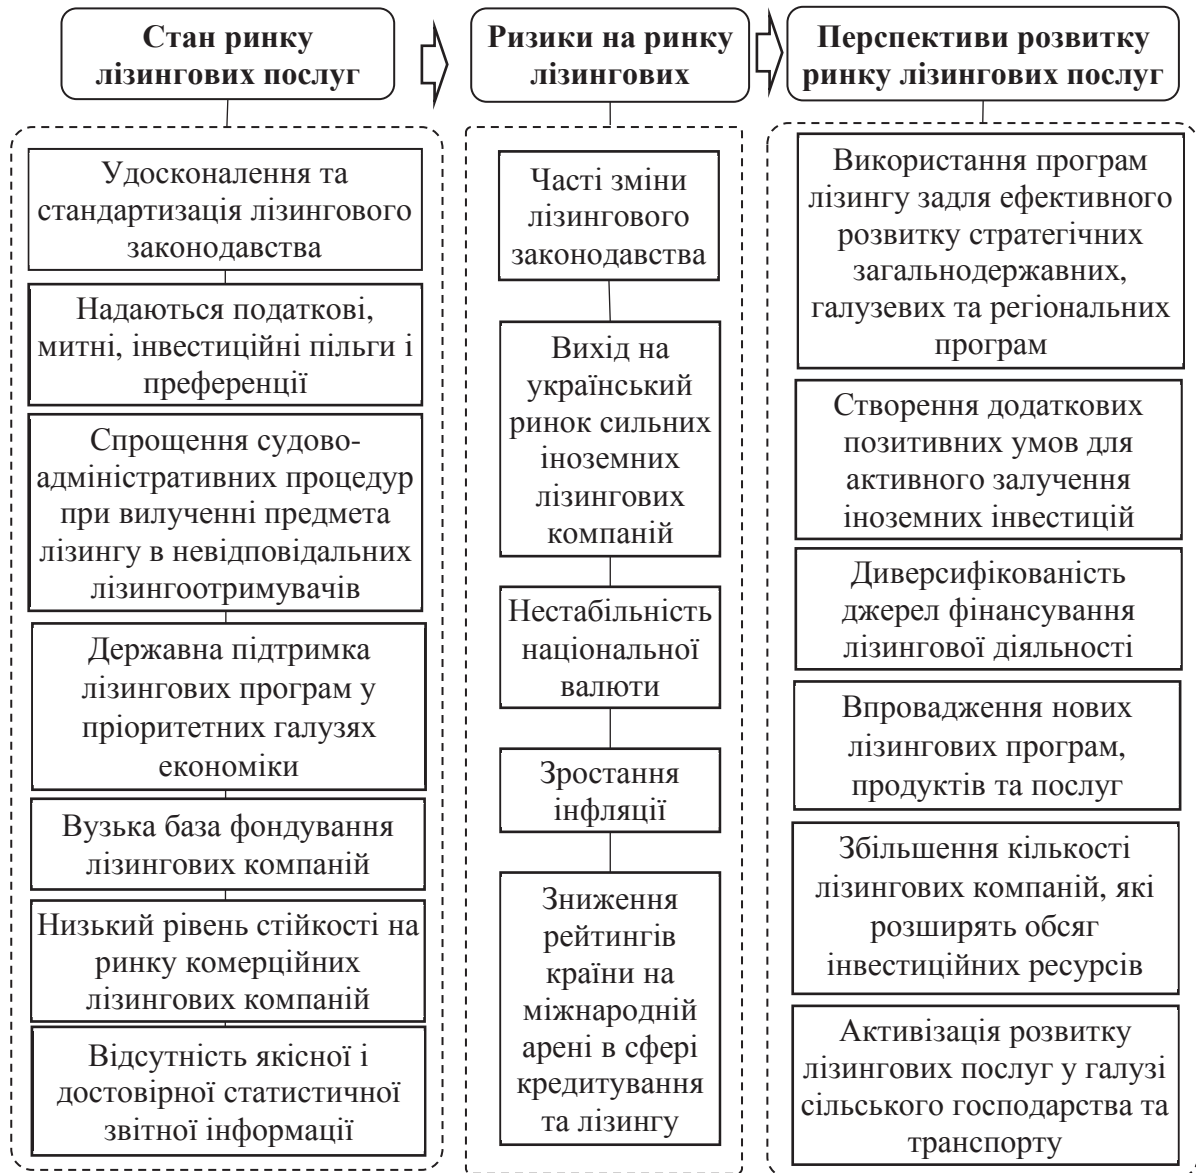 Стан ринку
лізингових послуг
Ризики на ринку
лізингових
Перспективи розвитку
ринку лізингових послуг
Удосконалення та
стандартизація лізингового
законодавства
Надаються податкові,
митні, інвестиційні пільги і
преференції
Спрощення судово-
адміністративних процедур
при вилученні предмета
лізингу в невідповідальних
лізингоотримувачів
Державна підтримка
лізингових програм у
пріоритетних галузях
економіки
Вузька база фондування
лізингових компаній
Низький рівень стійкості на
ринку комерційних
лізингових компаній
Відсутність якісної і
достовірної статистичної
звітної інформації
Часті зміни
лізингового
законодавства
Вихід на
український
ринок сильних
іноземних
лізингових
компаній
Нестабільність
національної
валюти
Зростання
інфляції
Зниження
рейтингів
країни на
міжнародній
арені в сфері
кредитування
та лізингу
Використання програм
лізингу задля ефективного
розвитку стратегічних
загальнодержавних,
галузевих та регіональних
програм
Створення додаткових
позитивних умов для
активного залучення
іноземних інвестицій
Диверсифікованість
джерел фінансування
лізингової діяльності
Впровадження нових
лізингових програм,
продуктів та послуг
Збільшення кількості
лізингових компаній, які
розширять обсяг
інвестиційних ресурсів
Активізація розвитку
лізингових послуг у галузі
сільського господарства та
транспорту